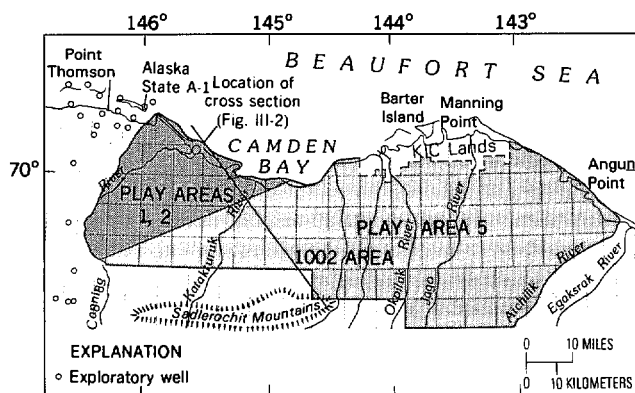 146° 145° 144° 143°
BEAUFORT SEA
Point
Thomson
Alaska
State A-1
Location of
cross section
(Fig. III-2)
Barter
Island
Manning
Point
CAMDEN
BAY
KIC Lands
70°
Angun
Point
River
PLAY AREAS
1, 2
River
River
River
PLAY AREA 5
1002 AREA
River
River
Canning
Katakturuk
Sadlerochit Mountains
Okpilak
Jago
Aichilik
Egaksrak
EXPLANATION
○ Exploratory well
0 10 MILES
0 10 KILOMETERS